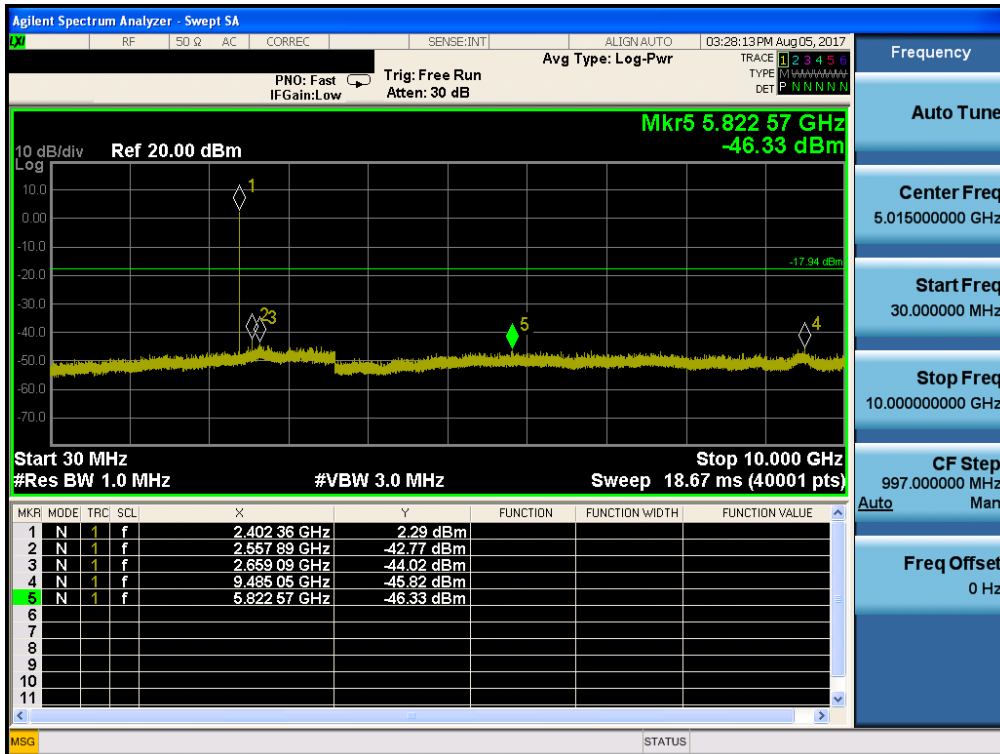 Agilent Spectrum Analyzer - Swept SA
LXI RF 50 Ω AC CORREC SENSE:INT ALIGN AUTO 03:28:13 PM Aug 05, 2017
Avg Type: Log-Pwr
TRACE 1 2 3 4 5 6
TYPE M
DET P N N N N N
PNO: Fast
IFGain:Low
Trig: Free Run
Atten: 30 dB
Mkr5 5.822 57 GHz
-46.33 dBm
10 dB/div Ref 20.00 dBm
Log
10.0
0.00
-10.0
-20.0
-30.0
-40.0
-50.0
-60.0
-70.0
-17.94 dBm
1
2
3
5
4
Start 30 MHz Stop 10.000 GHz
#Res BW 1.0 MHz #VBW 3.0 MHz Sweep 18.67 ms (40001 pts)
MKR MODE TRC SCL X Y FUNCTION FUNCTION WIDTH FUNCTION VALUE
1 N 1 f 2.402 36 GHz 2.29 dBm
2 N 1 f 2.557 89 GHz -42.77 dBm
3 N 1 f 2.659 09 GHz -44.02 dBm
4 N 1 f 9.485 05 GHz -45.82 dBm
5 N 1 f 5.822 57 GHz -46.33 dBm
6
7
8
9
10
11
MSG STATUS
Frequency
Auto Tune
Center Freq
5.015000000 GHz
Start Freq
30.000000 MHz
Stop Freq
10.000000000 GHz
CF Step
997.000000 MHz
Auto Man
Freq Offset
0 Hz